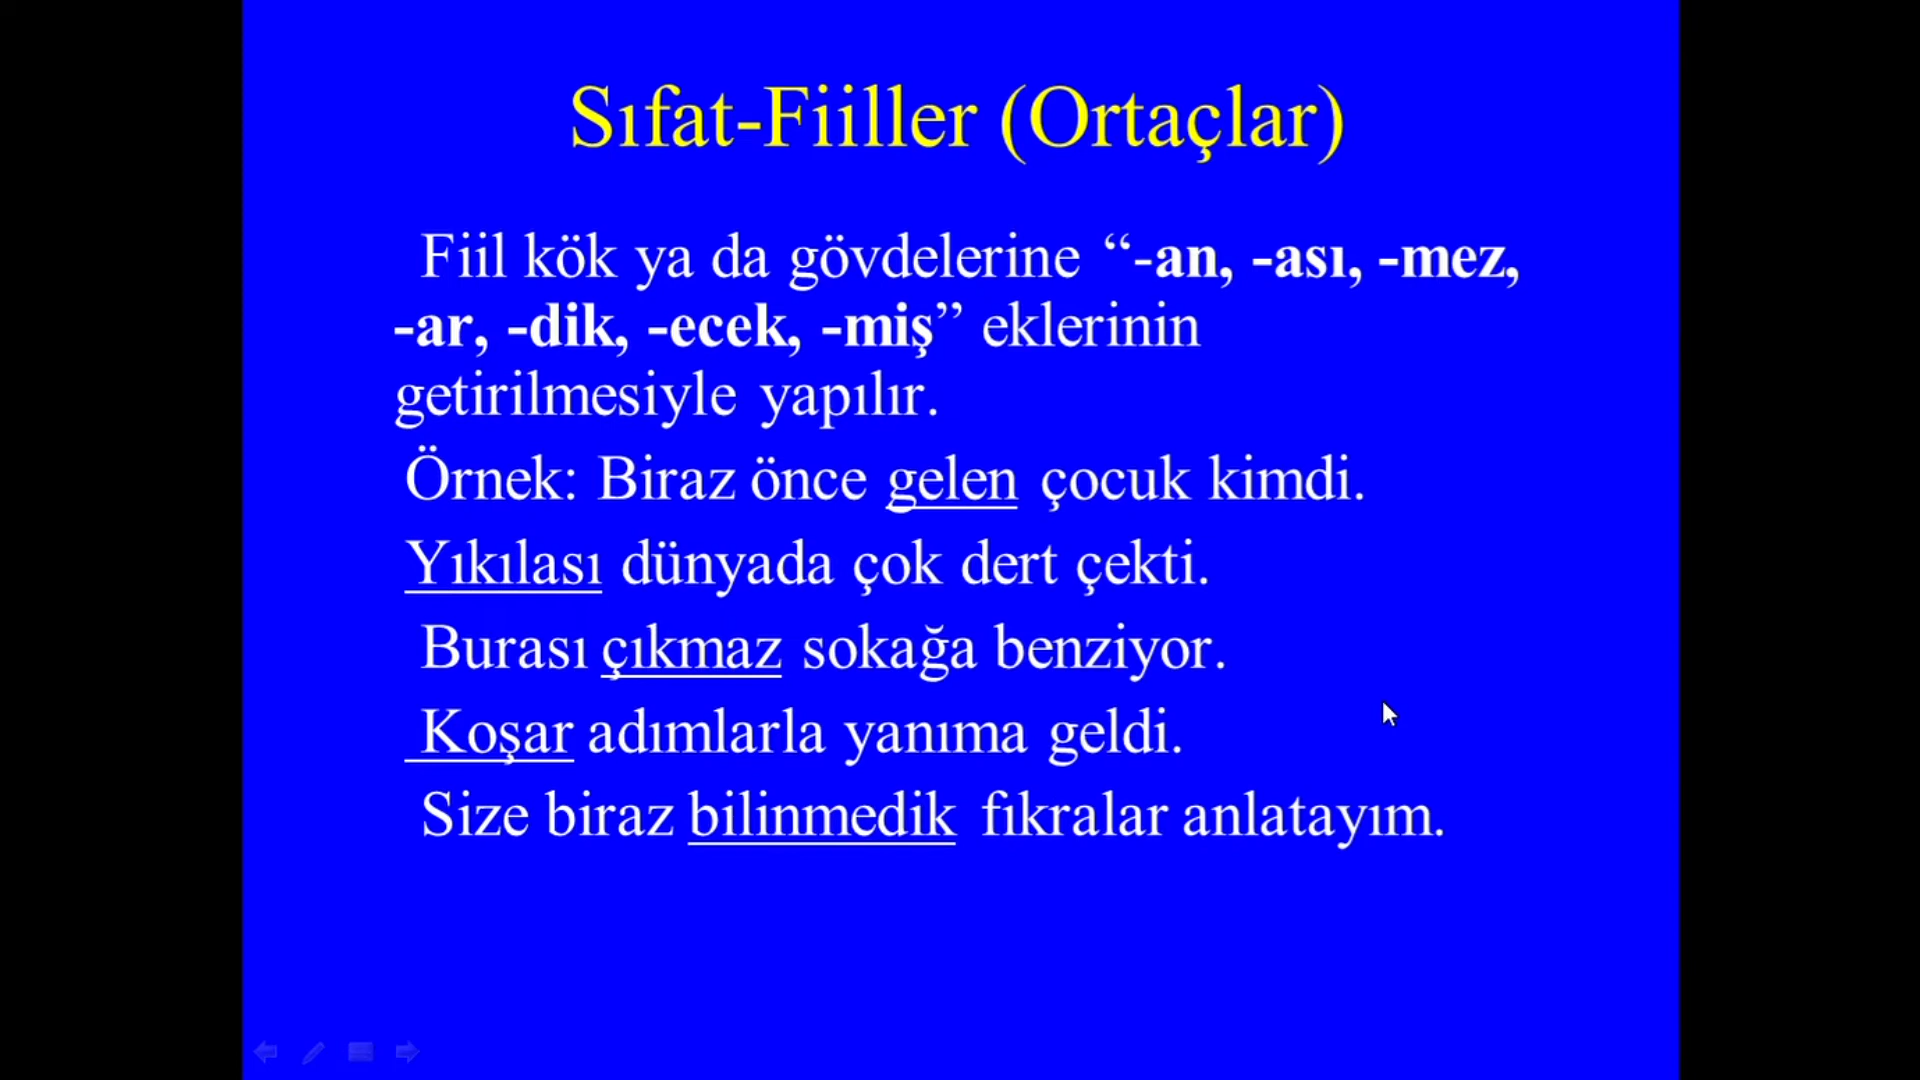 Sıfat-Fiiller (Ortaçlar)
Fiil kök ya da gövdelerine “-an, -ası, -mez,
-ar, -dik, -ecek, -miş” eklerinin
getirilmesiyle yapılır.
Örnek: Biraz önce gelen çocuk kimdi.
Yıkılası dünyada çok dert çekti.
Burası çıkmaz sokağa benziyor.
Koşar adımlarla yanıma geldi.
Size biraz bilinmedik fıkralar anlatayım.